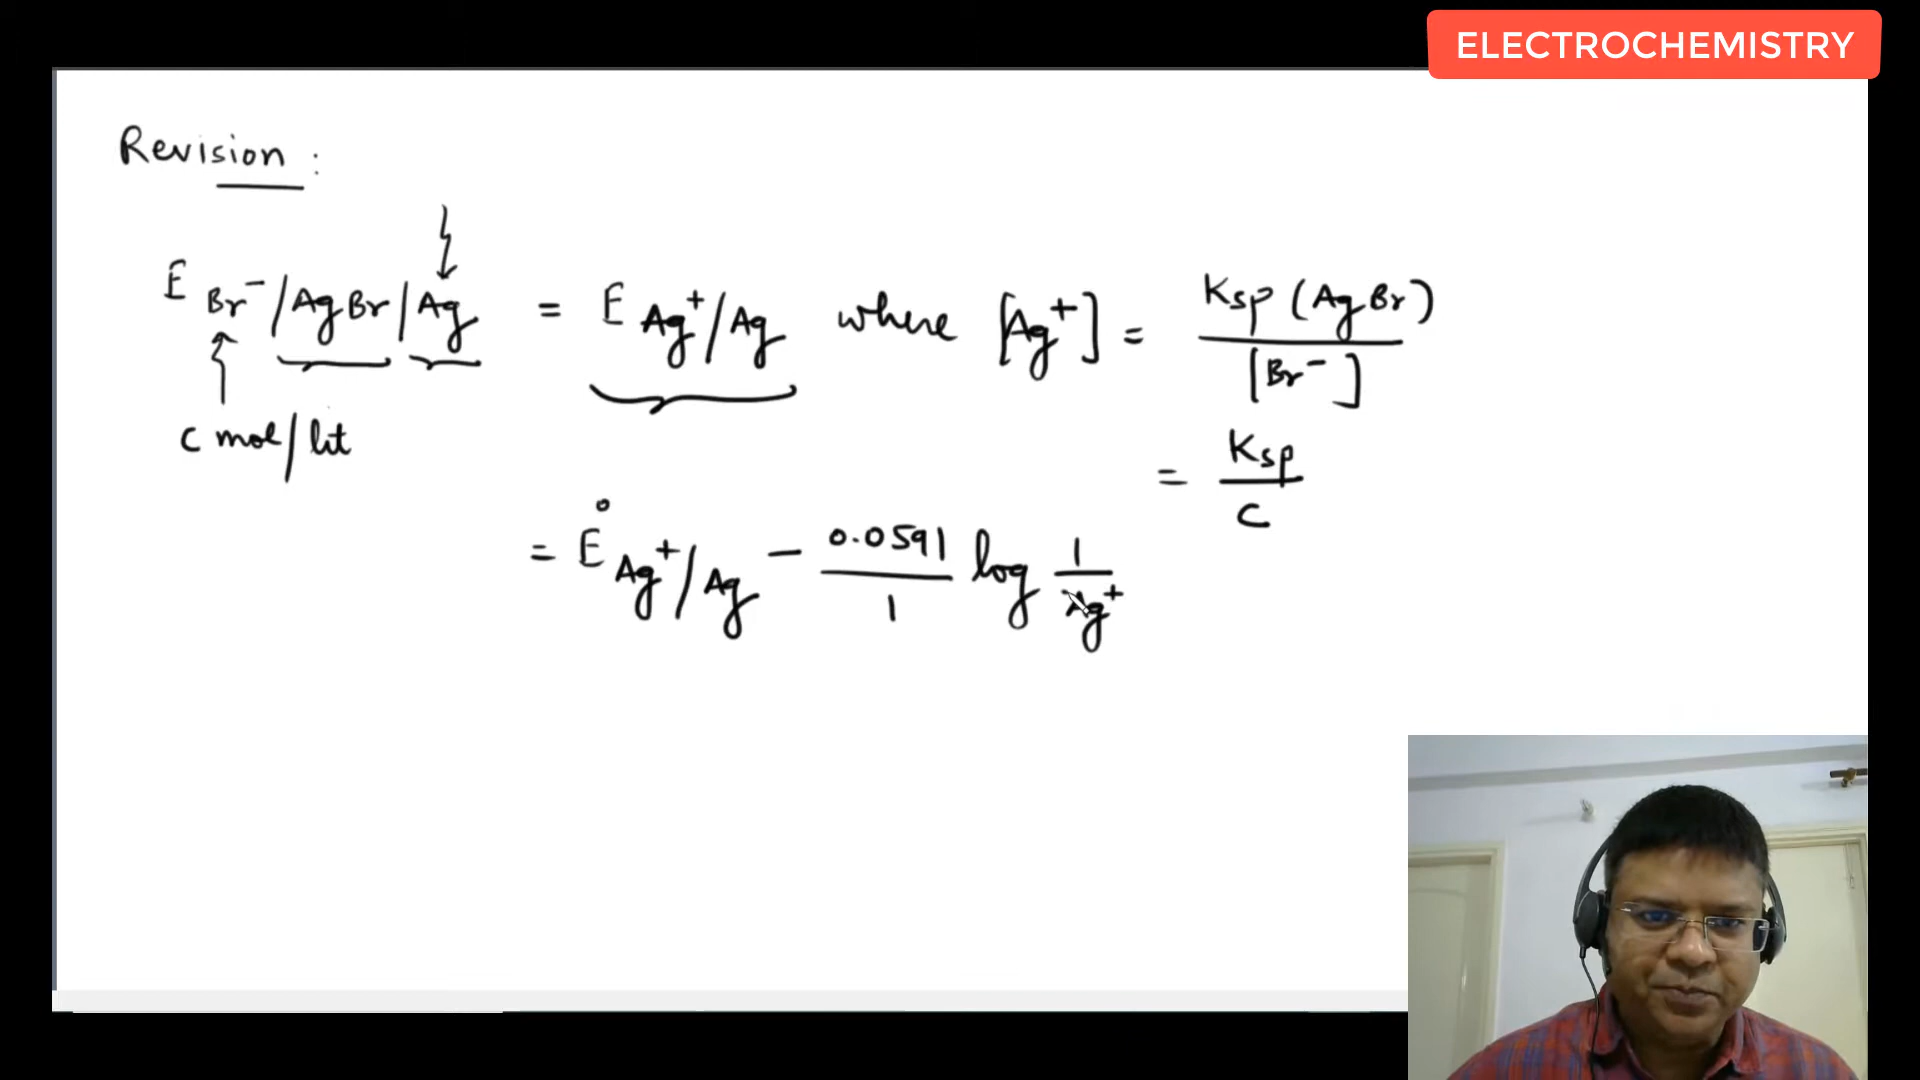 ELECTROCHEMISTRY
Revision :
E Br⁻/AgBr/Ag = E Ag⁺/Ag where [Ag⁺] = Ksp (AgBr) / [Br⁻]
c mol/lit
= Ksp / c
= E° Ag⁺/Ag − 0.0591 / 1 log 1 / Ag⁺